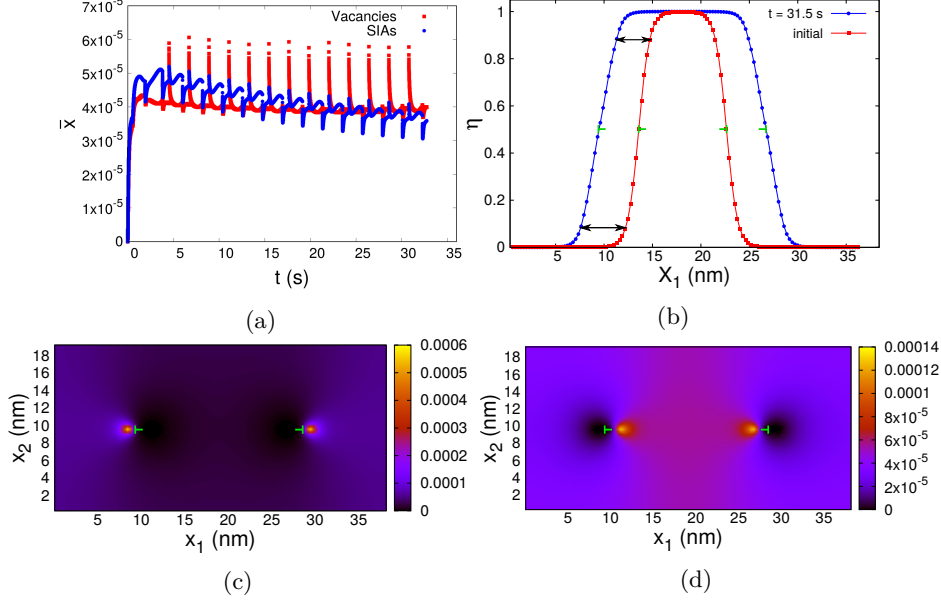 7x10-5
6x10-5
5x10-5
4x10-5
3x10-5
2x10-5
1x10-5
0
x̄
0 5 10 15 20 25 30 35
t (s)
Vacancies
SIAs
(a)
1
0.8
0.6
0.4
0.2
0
η
5 10 15 20 25 30 35
X1 (nm)
t = 31.5 s
initial
(b)
18
16
14
12
10
8
6
4
2
x2 (nm)
5 10 15 20 25 30 35
x1 (nm)
0.0006
0.0005
0.0004
0.0003
0.0002
0.0001
0
(c)
18
16
14
12
10
8
6
4
2
x2 (nm)
5 10 15 20 25 30 35
x1 (nm)
0.00014
0.00012
0.0001
8x10-5
6x10-5
4x10-5
2x10-5
0
(d)